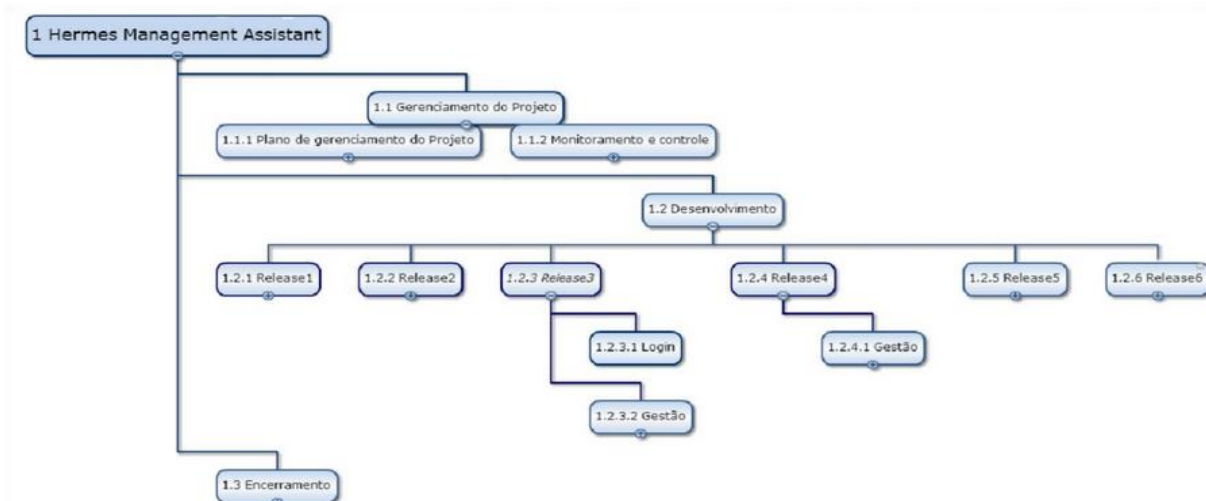 1 Hermes Management Assistant
1.1 Gerenciamento do Projeto
1.1.1 Plano de gerenciamento do Projeto
1.1.2 Monitoramento e controle
1.2 Desenvolvimento
1.2.1 Release1
1.2.2 Release2
1.2.3 Release3
1.2.4 Release4
1.2.5 Release5
1.2.6 Release6
1.2.3.1 Login
1.2.4.1 Gestão
1.2.3.2 Gestão
1.3 Encerramento